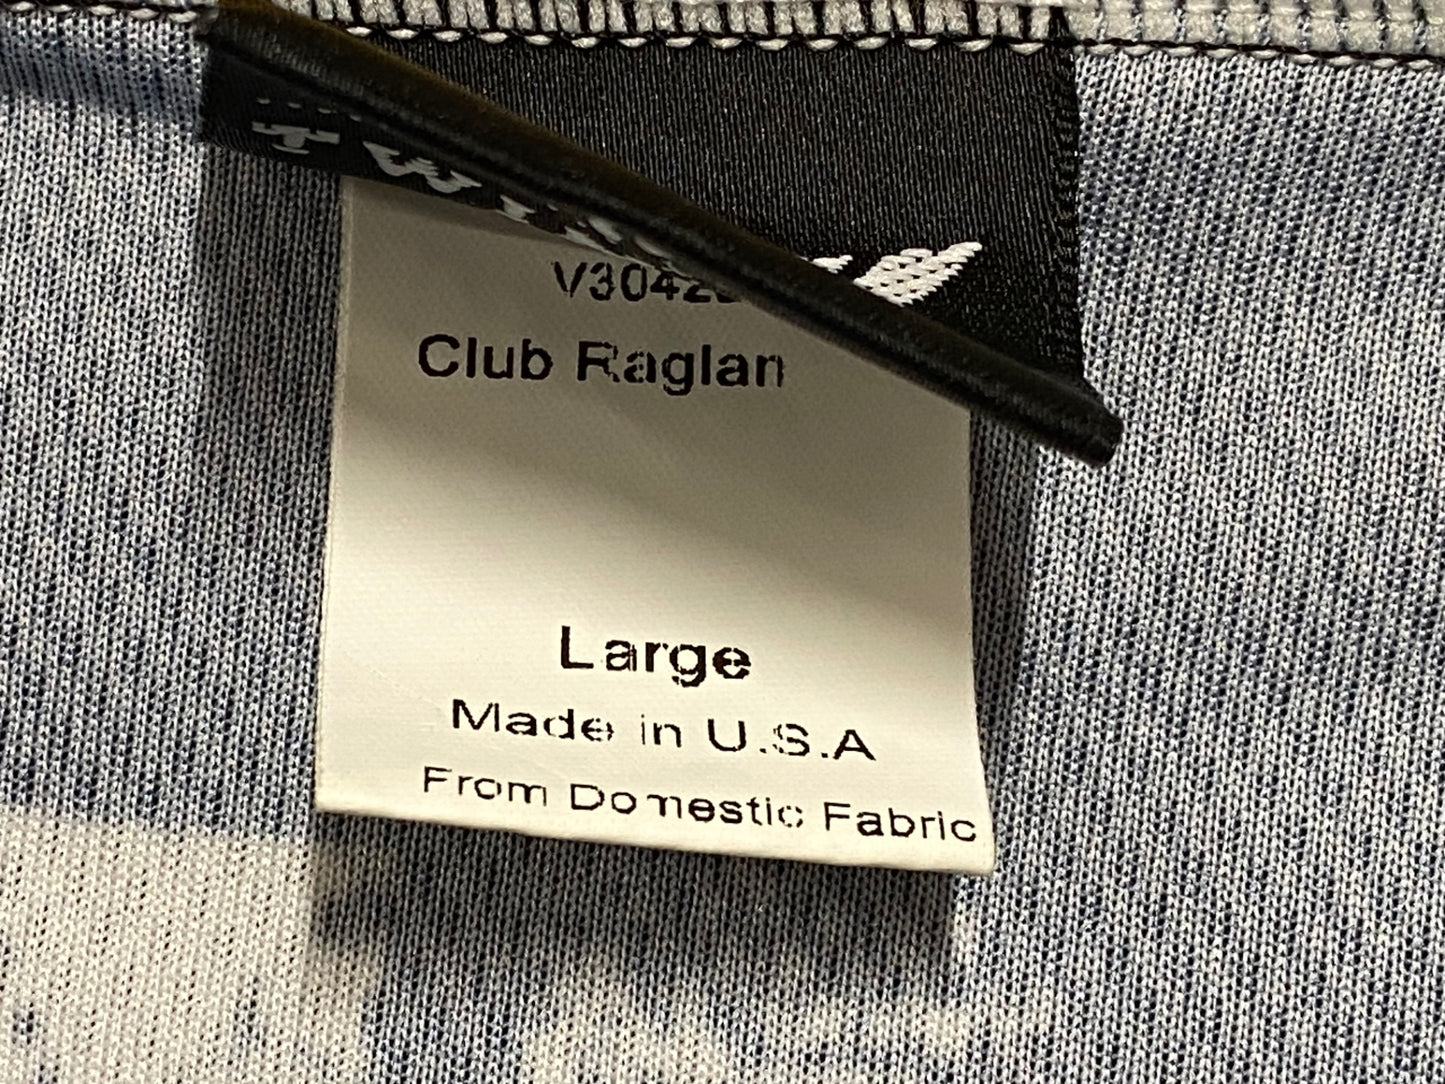 Club Raglan
Large
Made in U.S.A
From Domestic Fabric